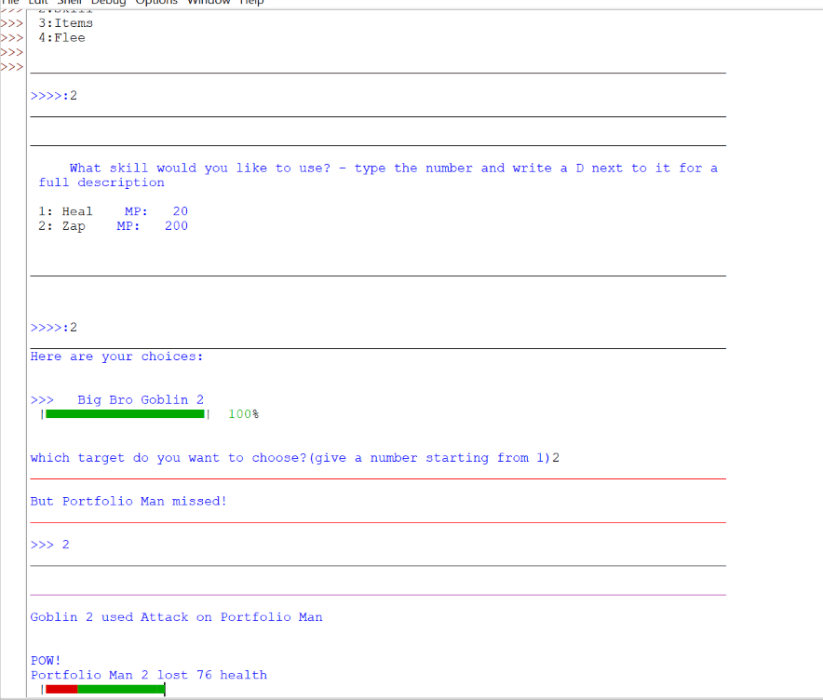 File Edit Shell Debug Options Window Help
>>> 2:Skill
>>> 3:Items
>>> 4:Flee
>>>
>>>
>>>>:2
What skill would you like to use? - type the number and write a D next to it for a
full description
1: Heal MP: 20
2: Zap MP: 200
>>>>:2
Here are your choices:
>>> Big Bro Goblin 2
| | 100%
which target do you want to choose?(give a number starting from 1)2
But Portfolio Man missed!
>>> 2
Goblin 2 used Attack on Portfolio Man
POW!
Portfolio Man 2 lost 76 health
|